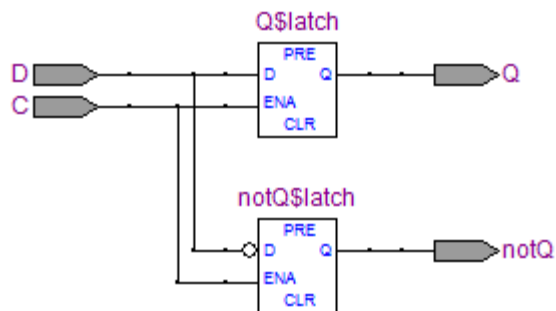 Q$latch
PRE
D
D Q
Q
C
ENA
CLR
notQ$latch
PRE
D Q
notQ
ENA
CLR